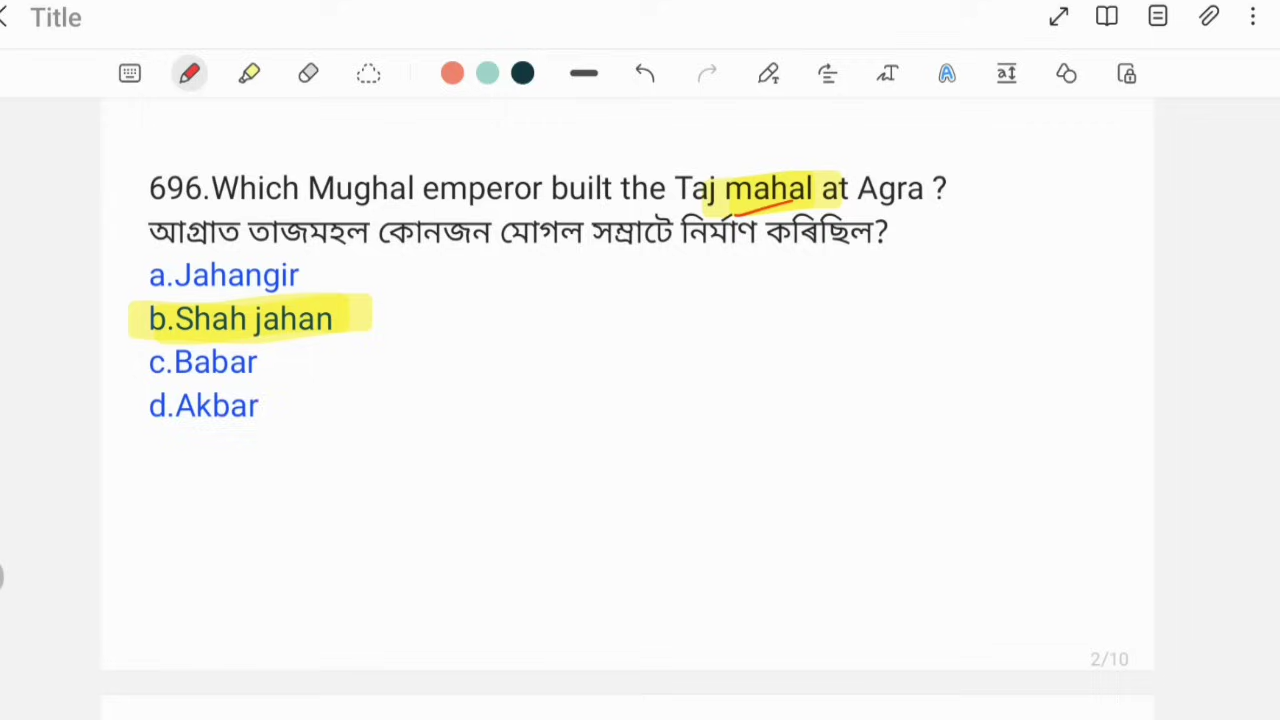 Title
696.Which Mughal emperor built the Taj mahal at Agra ?
আগ্ৰাত তাজমহল কোনজন মোগল সম্ৰাটে নিৰ্মাণ কৰিছিল?
a.Jahangir
b.Shah jahan
c.Babar
d.Akbar
2/10